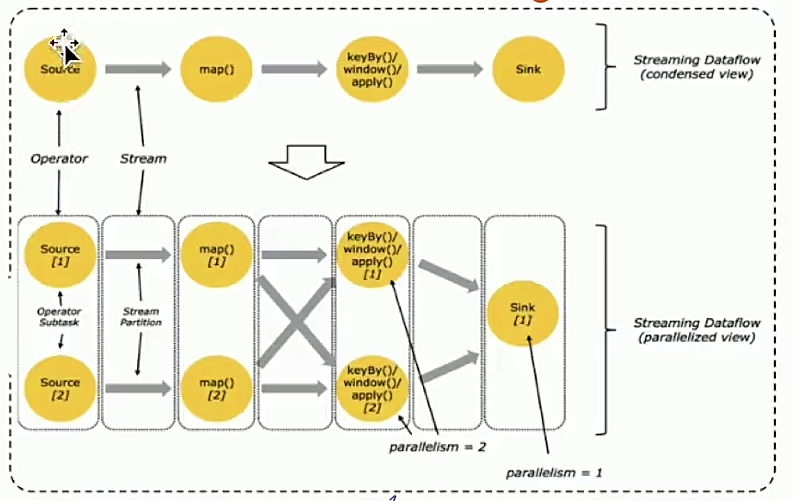 Source
map()
keyBy()/
window()/
apply()
Sink
Streaming Dataflow
(condensed view)
Operator
Stream
Source
[1]
map()
[1]
keyBy()/
window()/
apply()
[1]
Sink
[1]
Operator
Subtask
Stream
Partition
Streaming Dataflow
(parallelized view)
Source
[2]
map()
[2]
keyBy()/
window()/
apply()
[2]
parallelism = 2
parallelism = 1